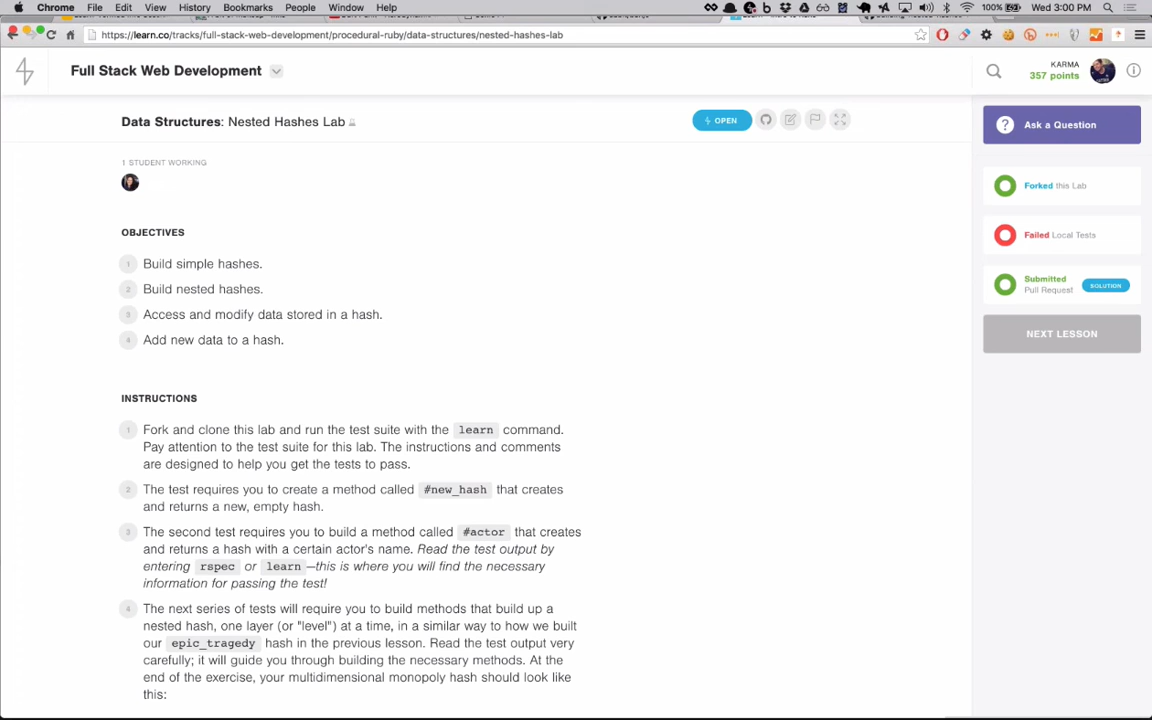 Chrome File Edit View History Bookmarks People Window Help
100% Wed 3:00 PM
https://learn.co/tracks/full-stack-web-development/procedural-ruby/data-structures/nested-hashes-lab
Full Stack Web Development
KARMA
357 points
Data Structures: Nested Hashes Lab
OPEN
Ask a Question
1 STUDENT WORKING
Forked this Lab
OBJECTIVES
Failed Local Tests
1 Build simple hashes.
2 Build nested hashes.
Submitted
Pull Request
SOLUTION
3 Access and modify data stored in a hash.
4 Add new data to a hash.
NEXT LESSON
INSTRUCTIONS
1 Fork and clone this lab and run the test suite with the learn command.
Pay attention to the test suite for this lab. The instructions and comments
are designed to help you get the tests to pass.
2 The test requires you to create a method called #new_hash that creates
and returns a new, empty hash.
3 The second test requires you to build a method called #actor that creates
and returns a hash with a certain actor's name. Read the test output by
entering rspec or learn—this is where you will find the necessary
information for passing the test!
4 The next series of tests will require you to build methods that build up a
nested hash, one layer (or "level") at a time, in a similar way to how we built
our epic_tragedy hash in the previous lesson. Read the test output very
carefully; it will guide you through building the necessary methods. At the
end of the exercise, your multidimensional monopoly hash should look like
this: